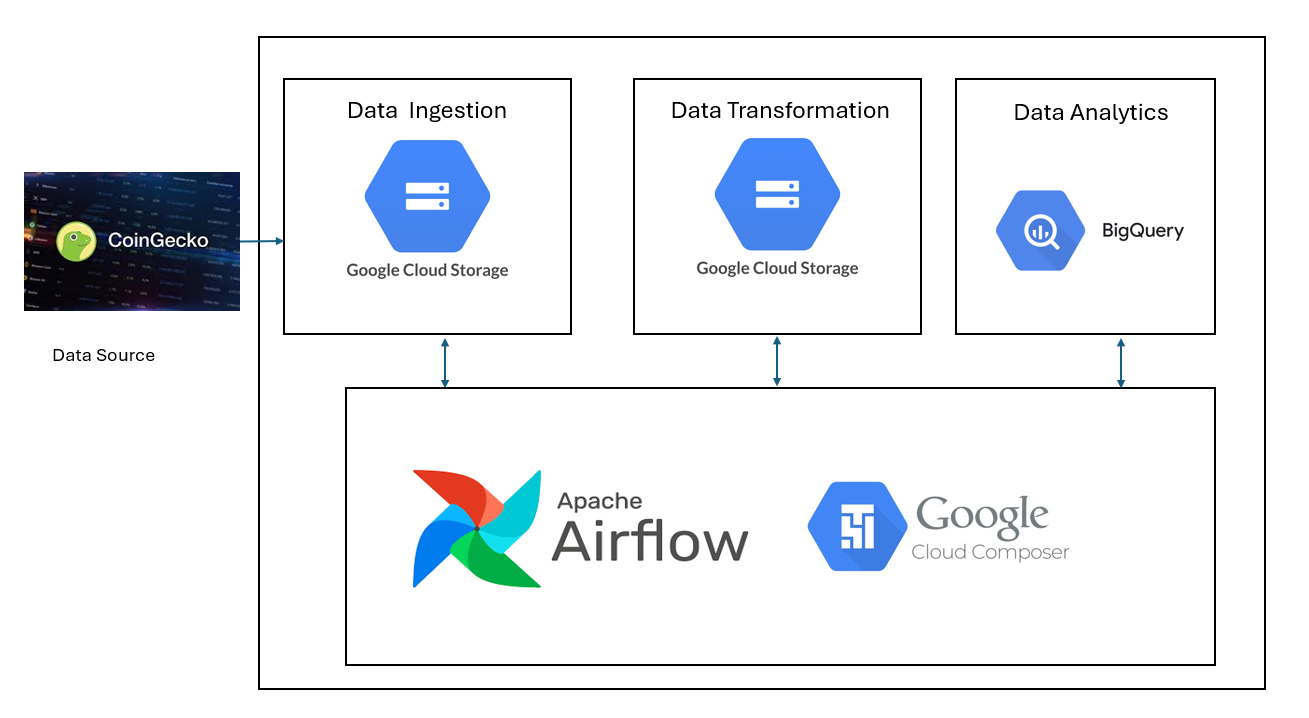 Data Ingestion
Data Transformation
Data Analytics
CoinGecko
Google Cloud Storage
Google Cloud Storage
BigQuery
Data Source
Apache
Airflow
Google
Cloud Composer